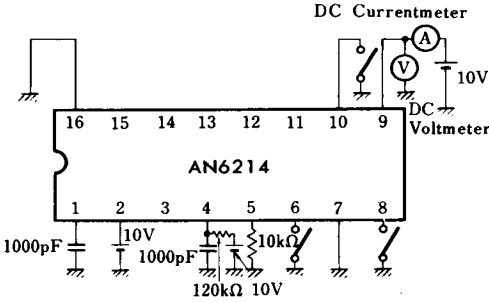 DC Currentmeter
A
V
10V
DC
Voltmeter
16 15 14 13 12 11 10 9
AN6214
1 2 3 4 5 6 7 8
1000pF
10V
1000pF
10kΩ
120kΩ 10V